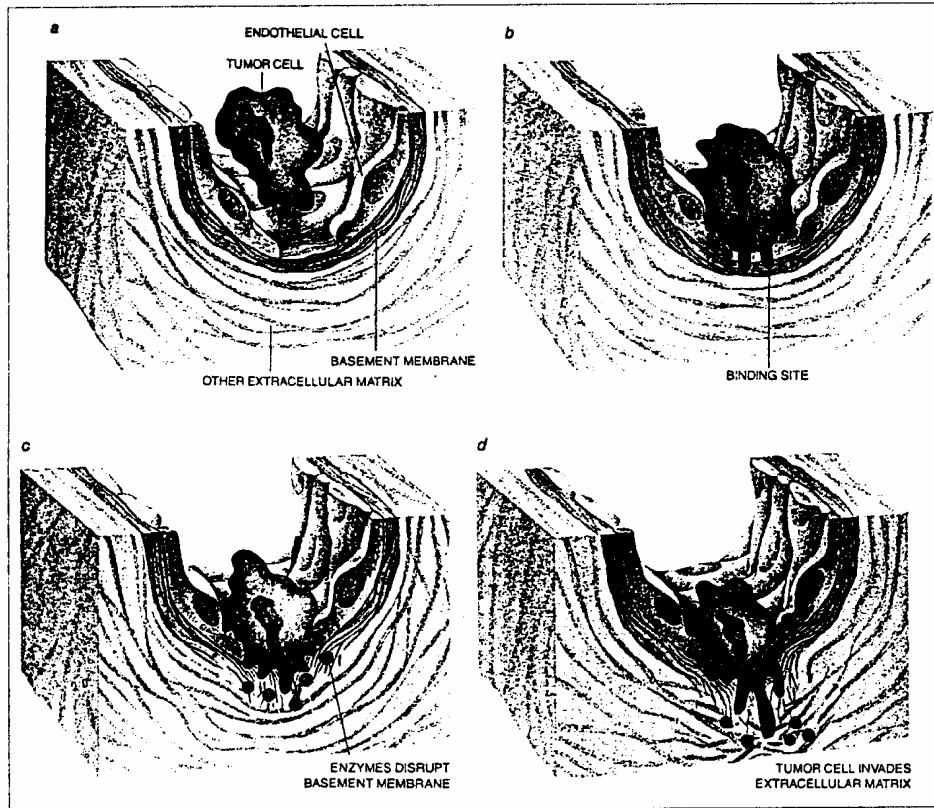 a
ENDOTHELIAL CELL
TUMOR CELL
BASEMENT MEMBRANE
OTHER EXTRACELLULAR MATRIX
b
BINDING SITE
c
ENZYMES DISRUPT
BASEMENT MEMBRANE
d
TUMOR CELL INVADES
EXTRACELLULAR MATRIX